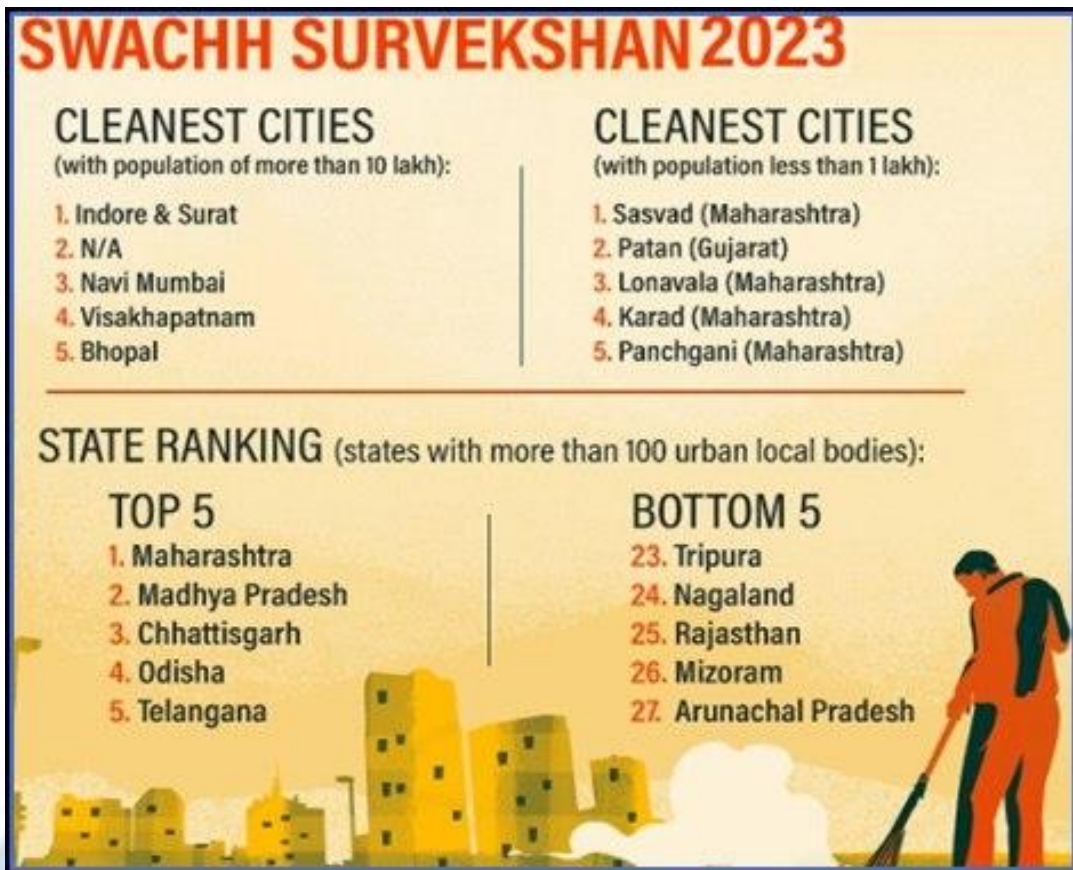 SWACHH SURVEKSHAN 2023
CLEANEST CITIES
(with population of more than 10 lakh):
1. Indore & Surat
2. N/A
3. Navi Mumbai
4. Visakhapatnam
5. Bhopal
CLEANEST CITIES
(with population less than 1 lakh):
1. Sasvad (Maharashtra)
2. Patan (Gujarat)
3. Lonavala (Maharashtra)
4. Karad (Maharashtra)
5. Panchgani (Maharashtra)
STATE RANKING (states with more than 100 urban local bodies):
TOP 5
1. Maharashtra
2. Madhya Pradesh
3. Chhattisgarh
4. Odisha
5. Telangana
BOTTOM 5
23. Tripura
24. Nagaland
25. Rajasthan
26. Mizoram
27. Arunachal Pradesh